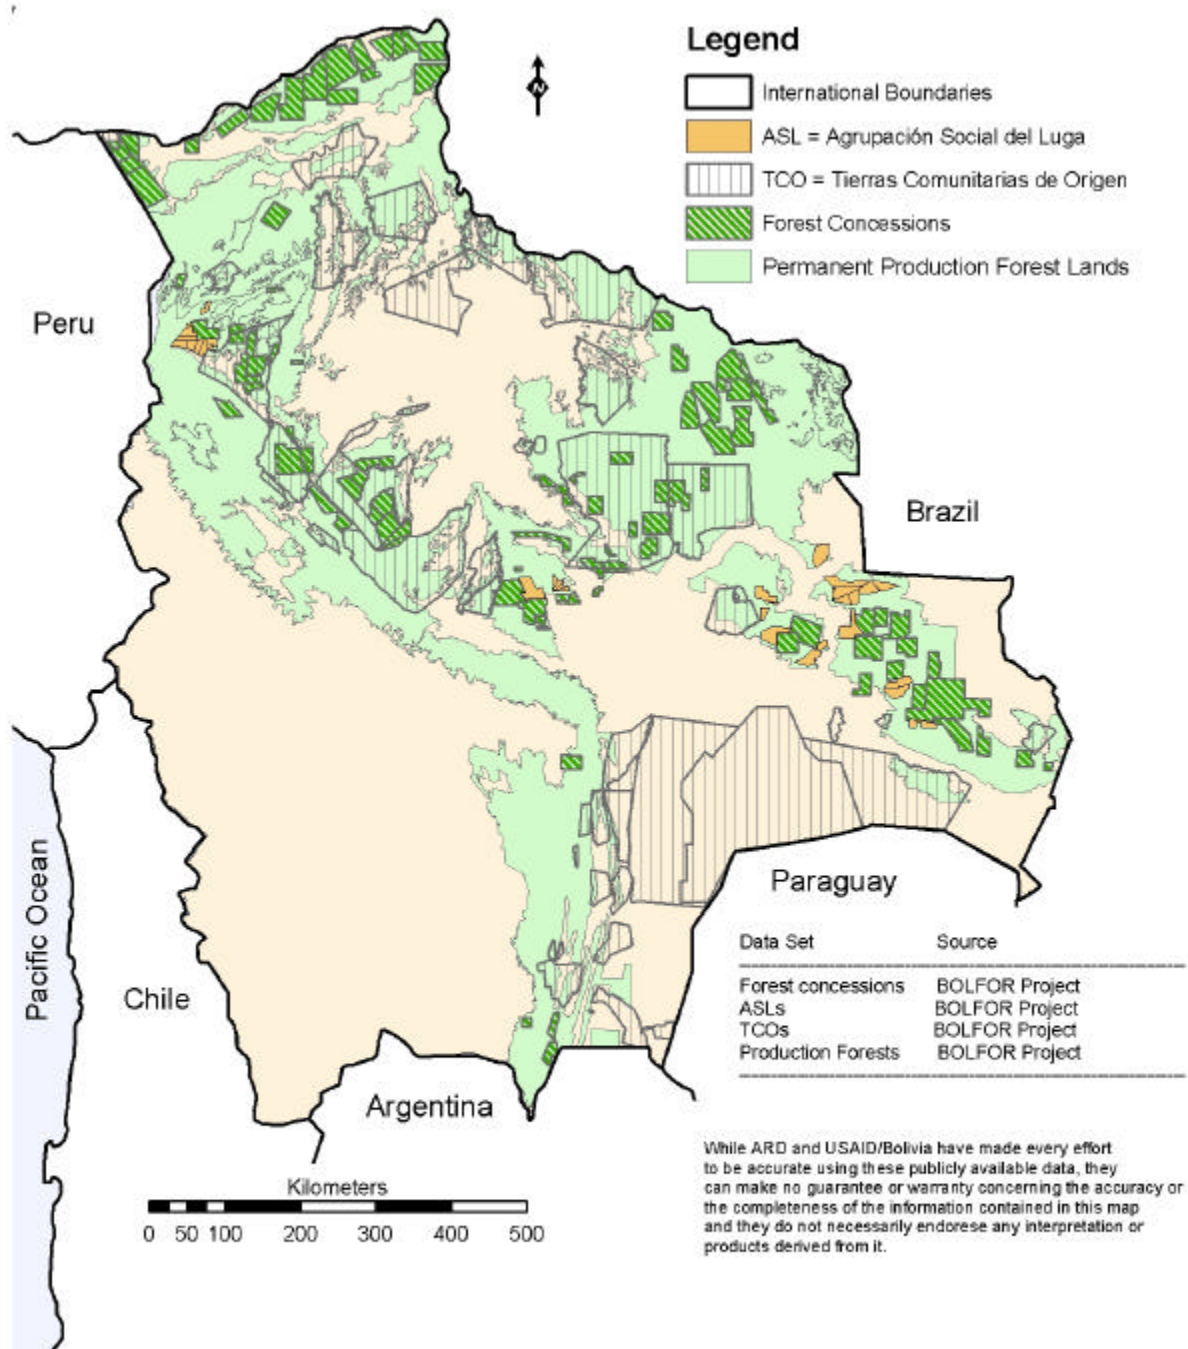 Legend
International Boundaries
ASL = Agrupación Social del Luga
TCO = Tierras Comunitarias de Origen
Forest Concessions
Permanent Production Forest Lands
N
Peru
Brazil
Pacific Ocean
Chile
Paraguay
Argentina
Data Set Source
Forest concessions BOLFOR Project
ASLs BOLFOR Project
TCOs BOLFOR Project
Production Forests BOLFOR Project
Kilometers
0 50 100 200 300 400 500
While ARD and USAID/Bolivia have made every effort
to be accurate using these publicly available data, they
can make no guarantee or warranty concerning the accuracy or
the completeness of the information contained in this map
and they do not necessarily endorese any interpretation or
products derived from it.